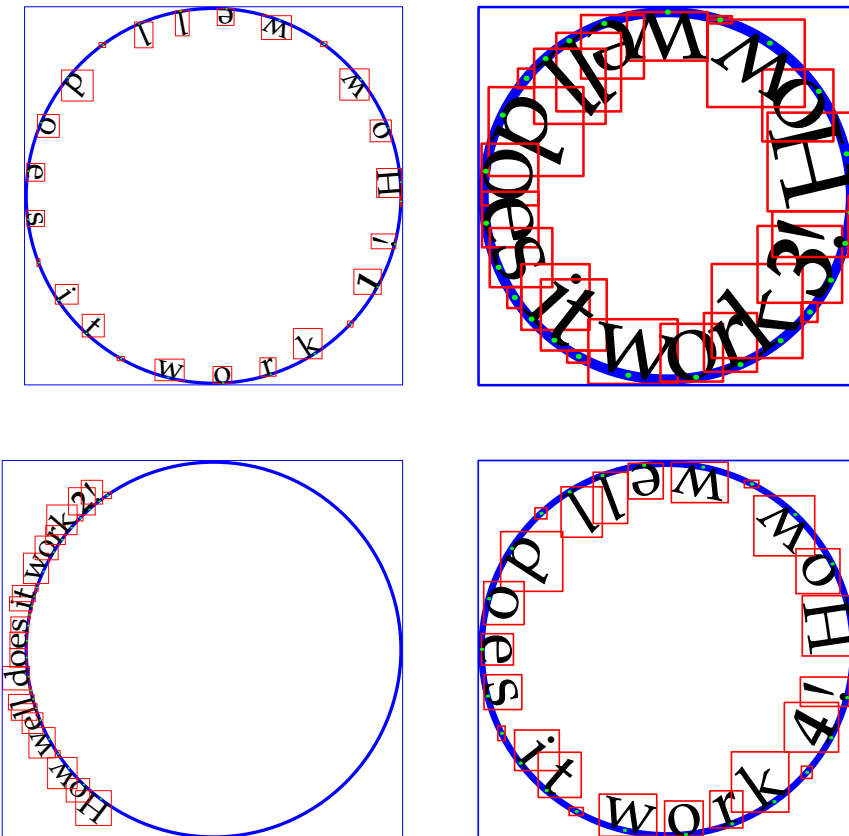 How well does it work 1!
How well does it work 3!
How well does it work 2!
How well does it work 4!